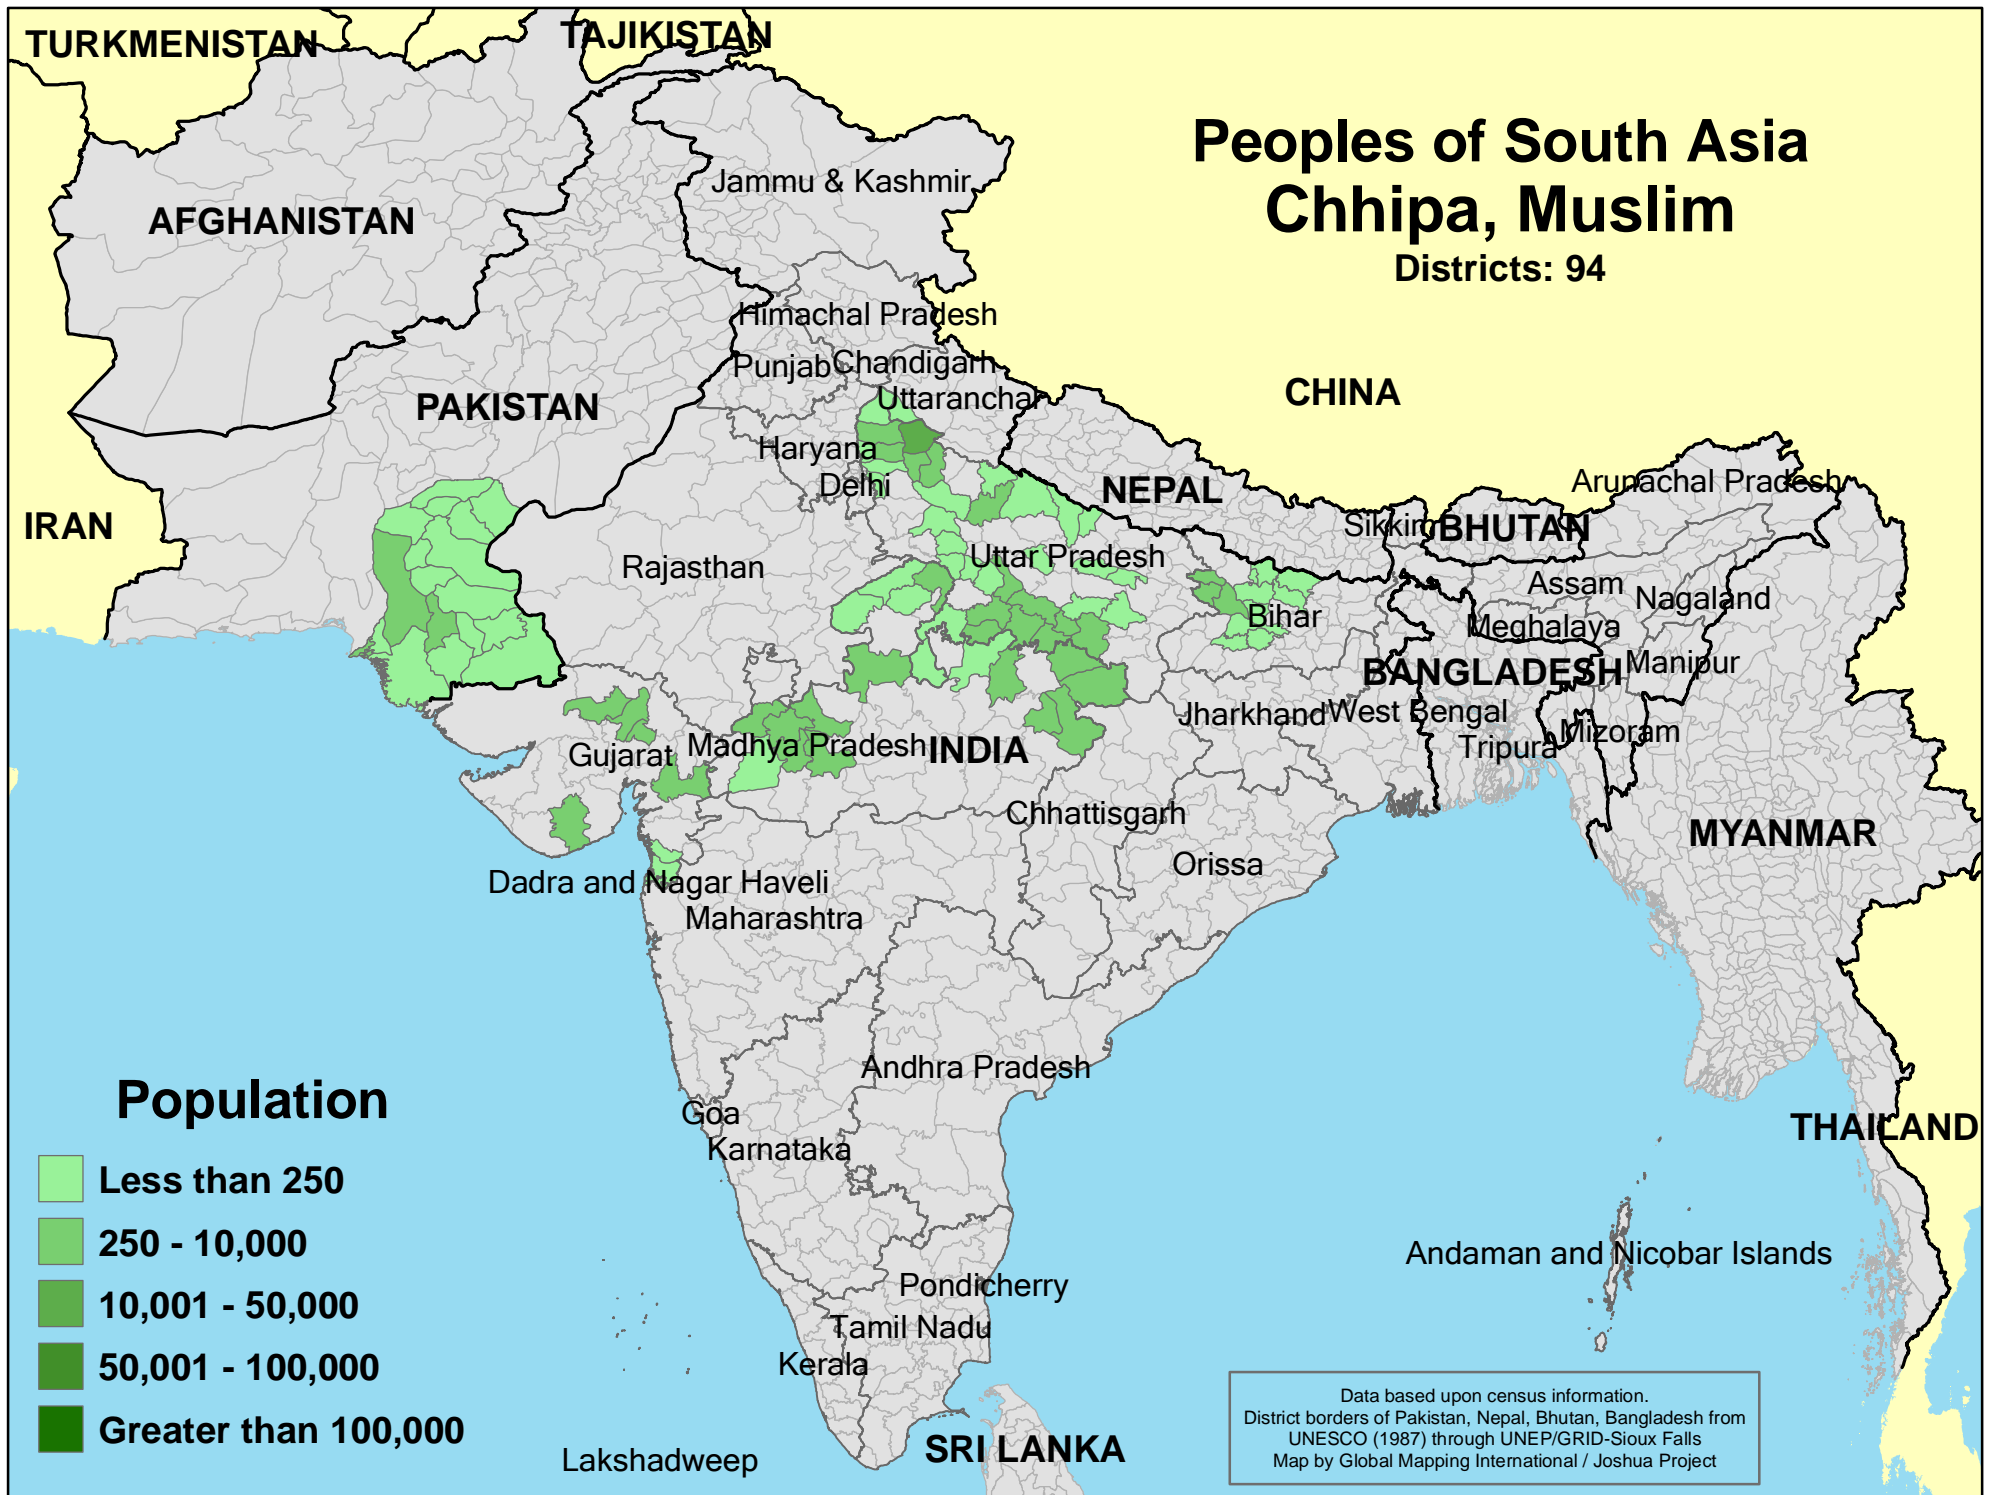 TURKMENISTAN
TAJIKISTAN
Peoples of South Asia
Chhipa, Muslim
Districts: 94
Jammu & Kashmir
AFGHANISTAN
Himachal Pradesh
Punjab
Chandigarh
CHINA
Uttaranchal
PAKISTAN
Haryana
Delhi
NEPAL
Arunachal Pradesh
IRAN
Sikkim
BHUTAN
Rajasthan
Uttar Pradesh
Assam
Nagaland
Bihar
Meghalaya
BANGLADESH
Manipur
Jharkhand
West Bengal
Gujarat
Madhya Pradesh
INDIA
Tripura
Mizoram
Chhattisgarh
MYANMAR
Orissa
Dadra and Nagar Haveli
Maharashtra
Andhra Pradesh
Goa
Karnataka
THAILAND
Andaman and Nicobar Islands
Pondicherry
Tamil Nadu
Kerala
SRI LANKA
Lakshadweep
Population
Less than 250
250 - 10,000
10,001 - 50,000
50,001 - 100,000
Greater than 100,000
Data based upon census information.
District borders of Pakistan, Nepal, Bhutan, Bangladesh from
UNESCO (1987) through UNEP/GRID-Sioux Falls
Map by Global Mapping International / Joshua Project